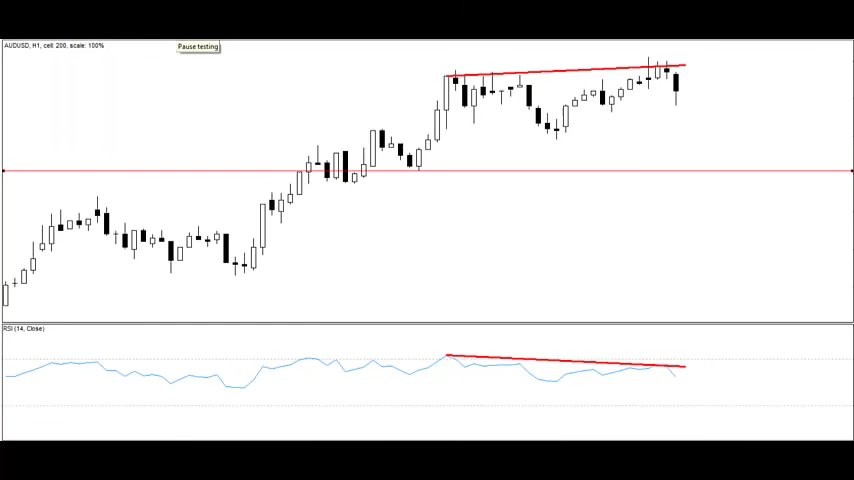 AUDUSD, H1, cell: 200, scale: 100%
Pause testing
RSI (14, Close)